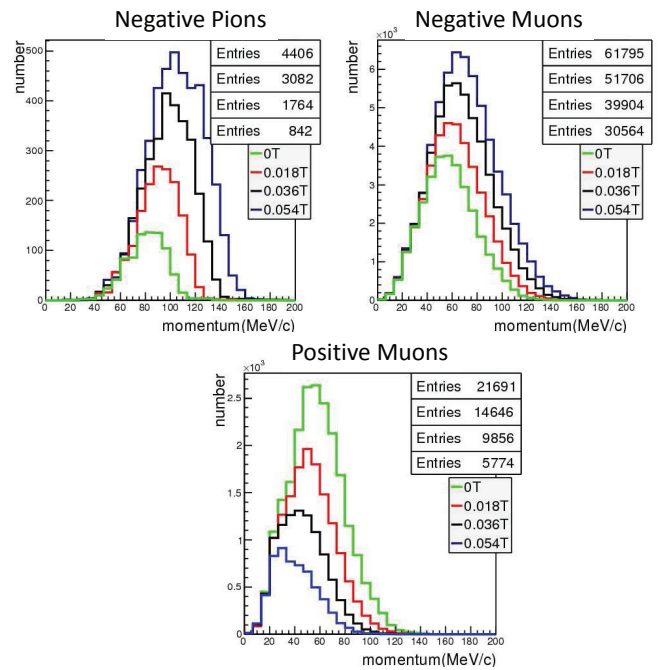 Negative Pions
number
500
400
300
200
100
0
0 20 40 60 80 100 120 140 160 180 200
momentum(MeV/c)
Entries 4406
Entries 3082
Entries 1764
Entries 842
0T
0.018T
0.036T
0.054T
Negative Muons
×10³
number
6
5
4
3
2
1
0
0 20 40 60 80 100 120 140 160 180 200
momentum(MeV/c)
Entries 61795
Entries 51706
Entries 39904
Entries 30564
0T
0.018T
0.036T
0.054T
Positive Muons
×10³
number
2.5
2
1.5
1
0.5
0
0 20 40 60 80 100 120 140 160 180 200
momentum(MeV/c)
Entries 21691
Entries 14646
Entries 9856
Entries 5774
0T
0.018T
0.036T
0.054T